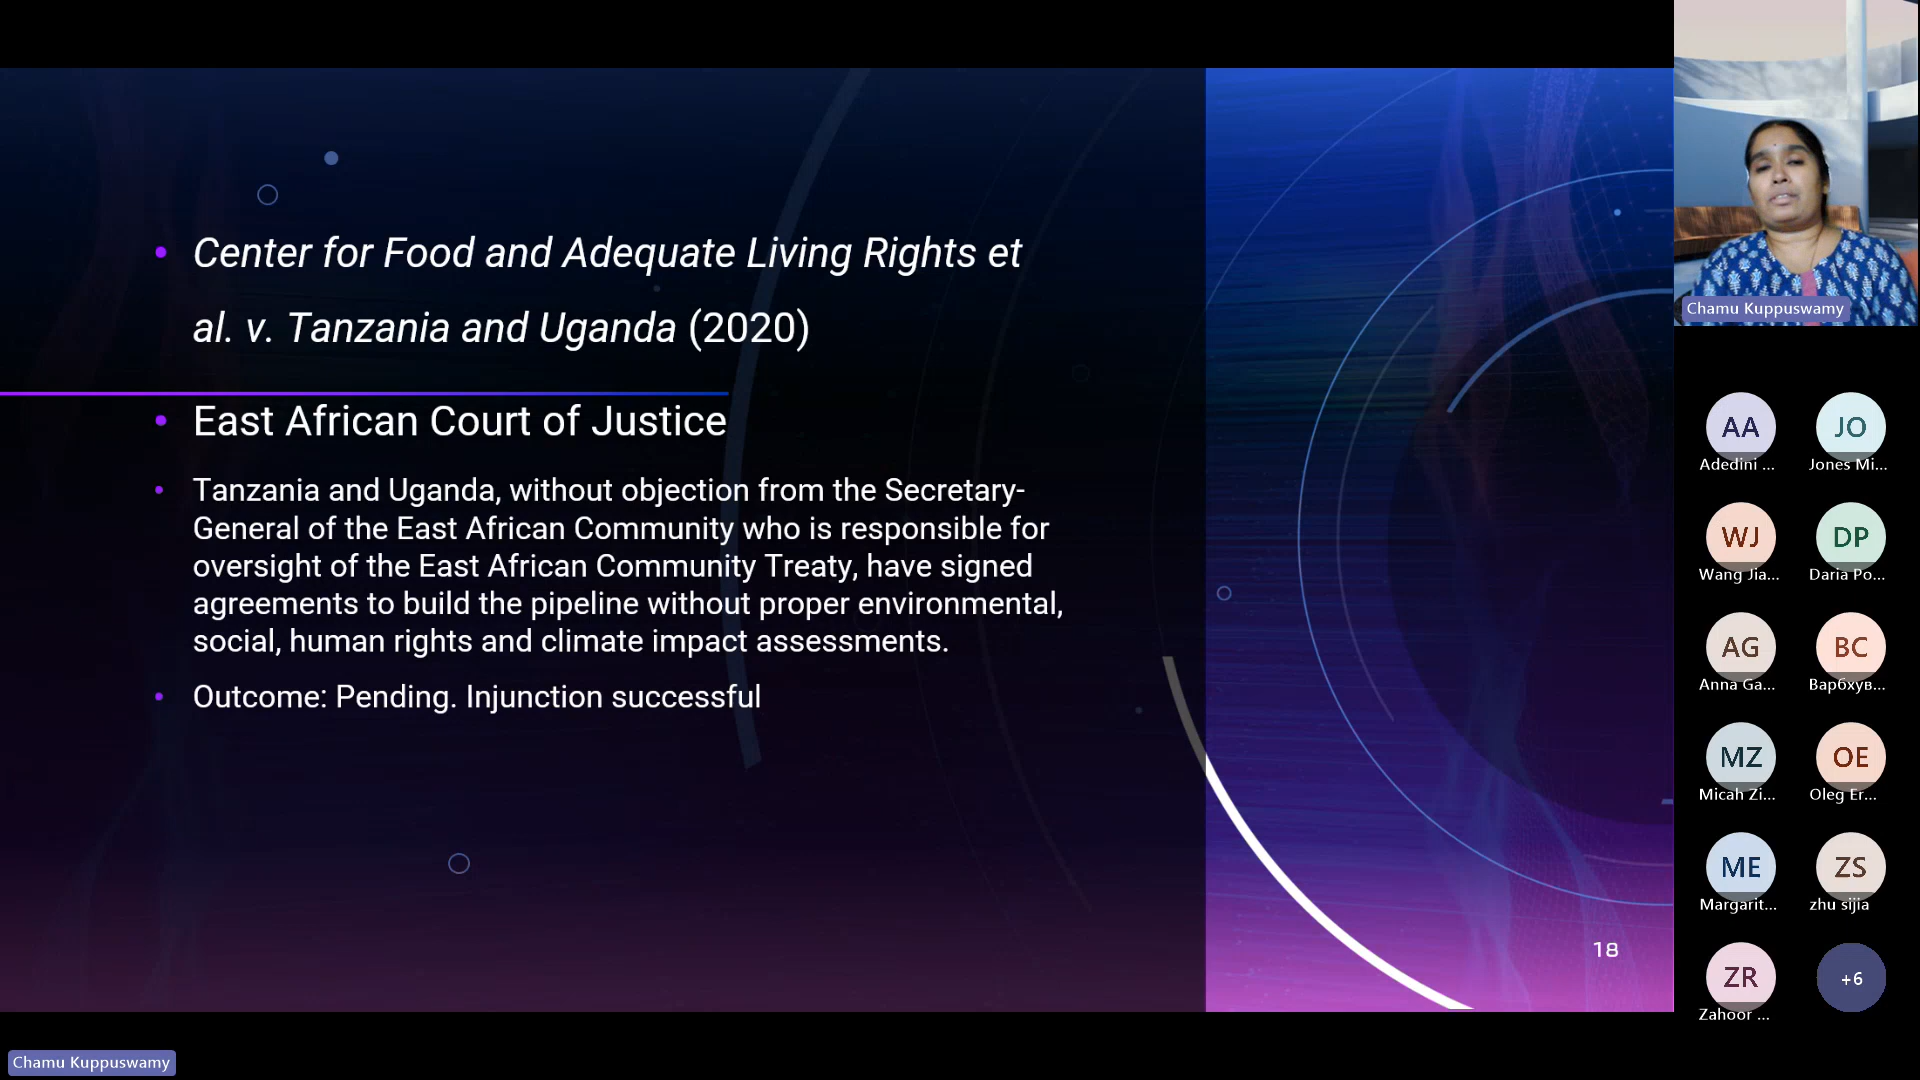 Center for Food and Adequate Living Rights et
al. v. Tanzania and Uganda (2020)
East African Court of Justice
Tanzania and Uganda, without objection from the Secretary-
General of the East African Community who is responsible for
oversight of the East African Community Treaty, have signed
agreements to build the pipeline without proper environmental,
social, human rights and climate impact assessments.
Outcome: Pending. Injunction successful
18
Chamu Kuppuswamy
AA
Adedini ...
JO
Jones Mi...
WJ
Wang Jia...
DP
Daria Po...
AG
Anna Ga...
BC
Варбхув...
MZ
Micah Zi...
OE
Oleg Er...
ME
Margarit...
ZS
zhu sijia
ZR
Zahoor ...
+6
Chamu Kuppuswamy